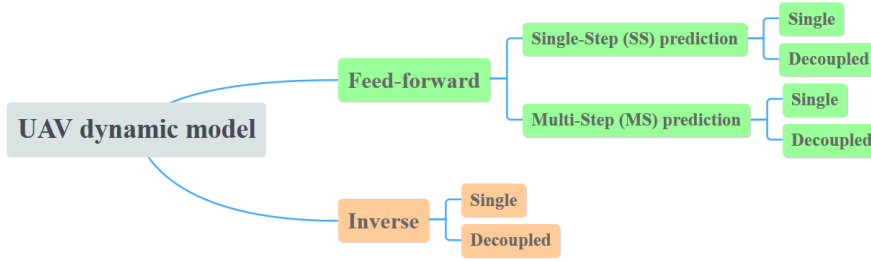 UAV dynamic model
Feed-forward
Single-Step (SS) prediction
Single
Decoupled
Multi-Step (MS) prediction
Single
Decoupled
Inverse
Single
Decoupled